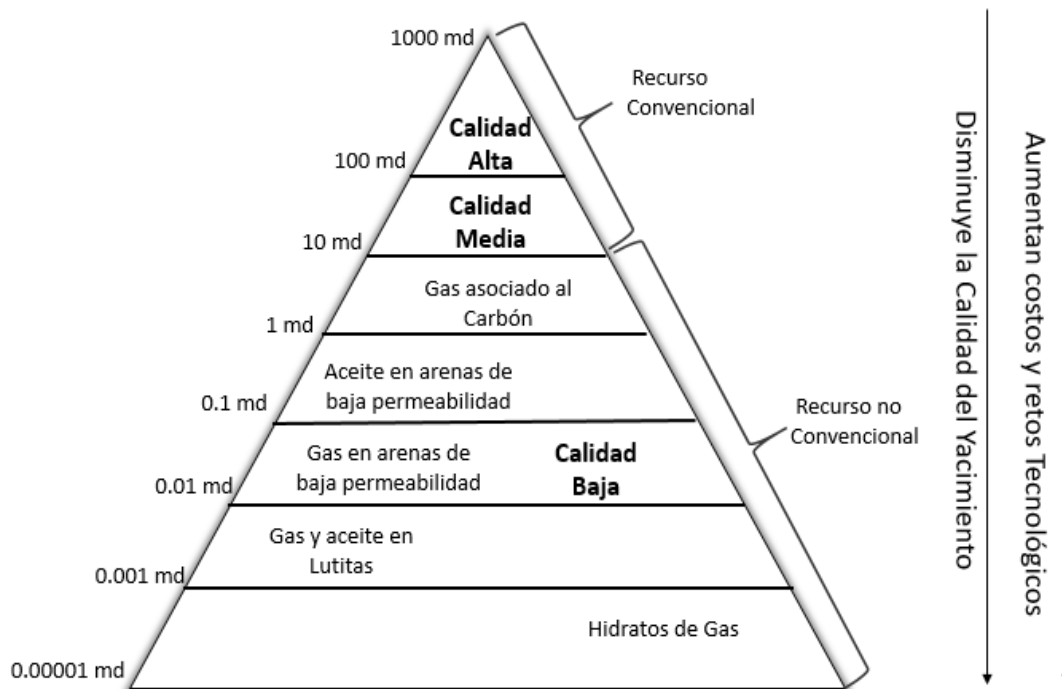 1000 md
Recurso
Convencional
Calidad
Alta
100 md
Calidad
Media
10 md
Gas asociado al
Carbón
1 md
Aceite en arenas de
baja permeabilidad
0.1 md
Recurso no
Convencional
Gas en arenas de
baja permeabilidad
Calidad
Baja
0.01 md
Gas y aceite en
Lutitas
0.001 md
Hidratos de Gas
0.00001 md
Disminuye la Calidad del Yacimiento
Aumentan costos y retos Tecnológicos